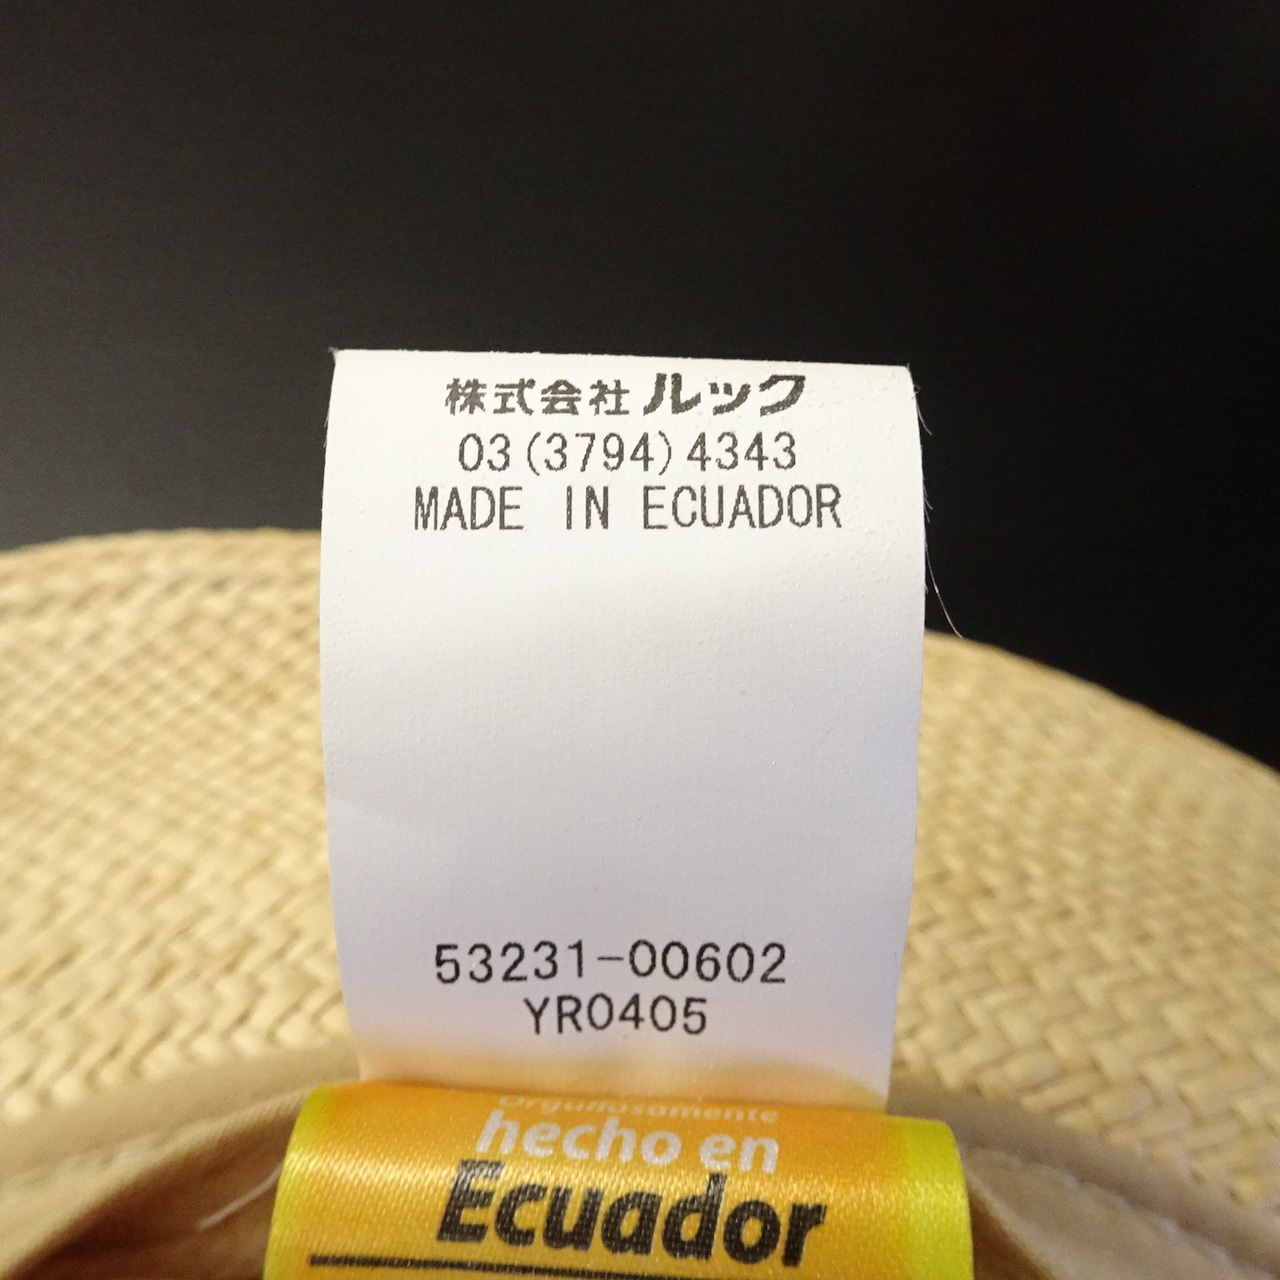 株式会社ルック
03(3794)4343
MADE IN ECUADOR
53231-00602
YR0405
Orgullosamente
hecho en
Ecuador